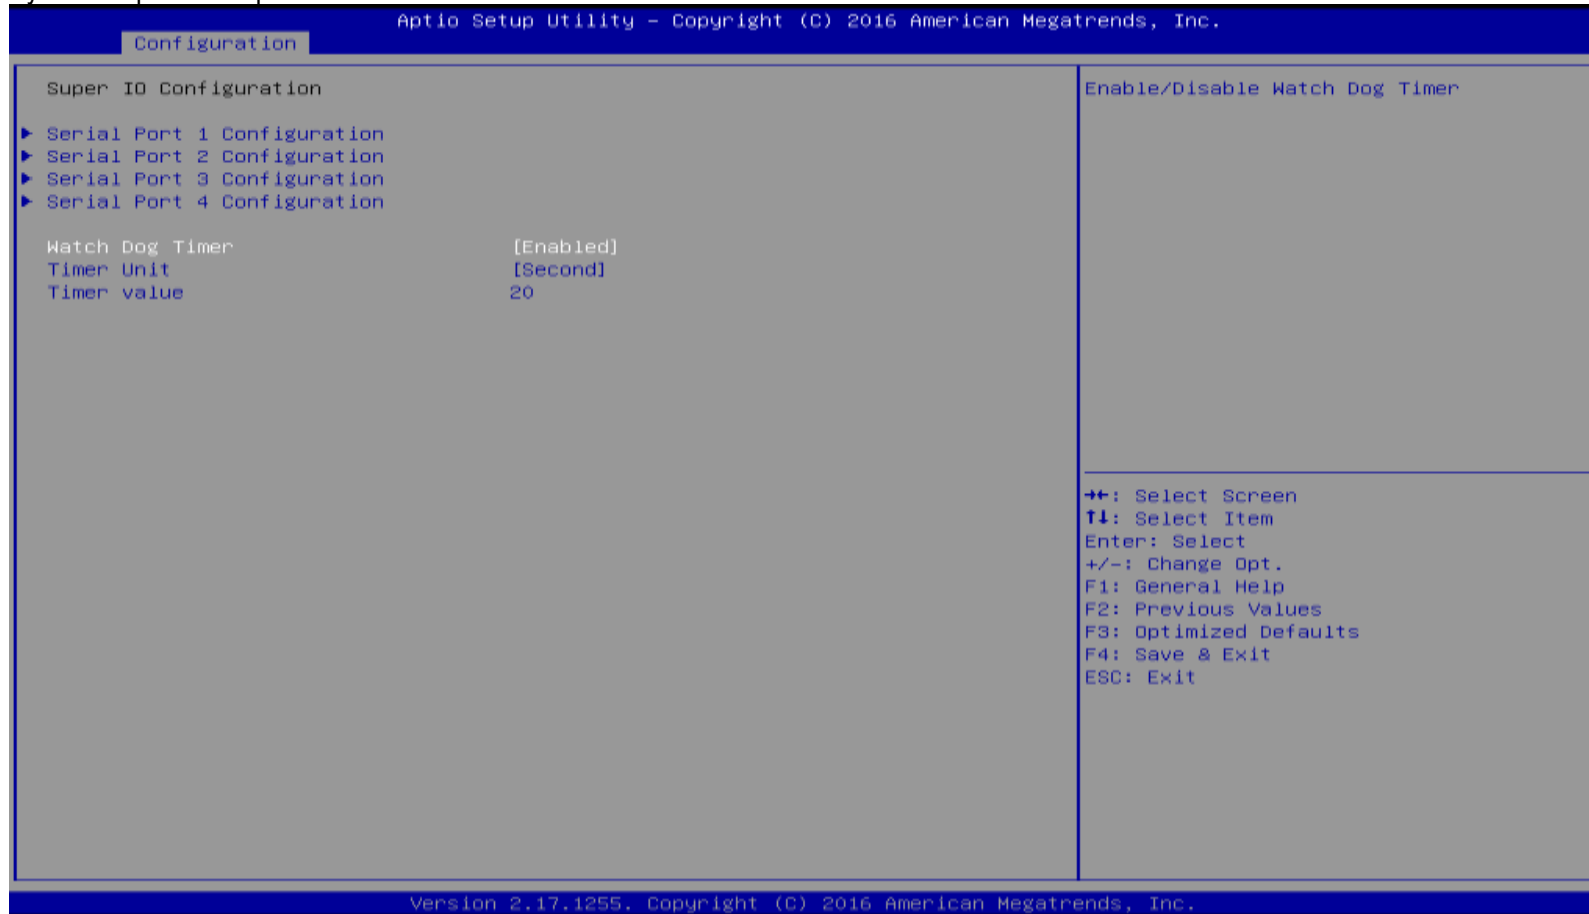 Aptio Setup Utility – Copyright (C) 2016 American Megatrends, Inc.
Configuration
Super IO Configuration
► Serial Port 1 Configuration
► Serial Port 2 Configuration
► Serial Port 3 Configuration
► Serial Port 4 Configuration
Watch Dog Timer [Enabled]
Timer Unit [Second]
Timer value 20
Enable/Disable Watch Dog Timer
→←: Select Screen
↑↓: Select Item
Enter: Select
+/-: Change Opt.
F1: General Help
F2: Previous Values
F3: Optimized Defaults
F4: Save & Exit
ESC: Exit
Version 2.17.1255. Copyright (C) 2016 American Megatrends, Inc.